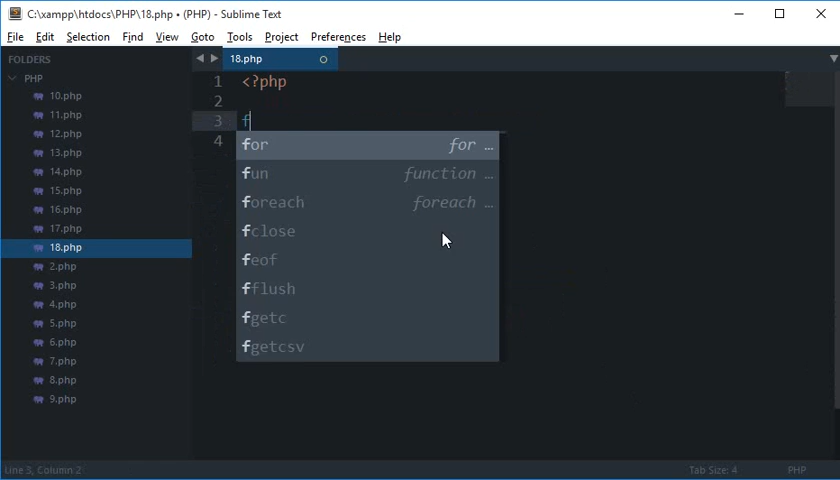 C:\xampp\htdocs\PHP\18.php • (PHP) - Sublime Text
File Edit Selection Find View Goto Tools Project Preferences Help
FOLDERS
PHP
10.php
11.php
12.php
13.php
14.php
15.php
16.php
17.php
18.php
2.php
3.php
4.php
5.php
6.php
7.php
8.php
9.php
18.php
1 <?php
2
3 f
4
for for …
fun function …
foreach foreach …
fclose
feof
fflush
fgetc
fgetcsv
Line 3, Column 2 Tab Size: 4 PHP